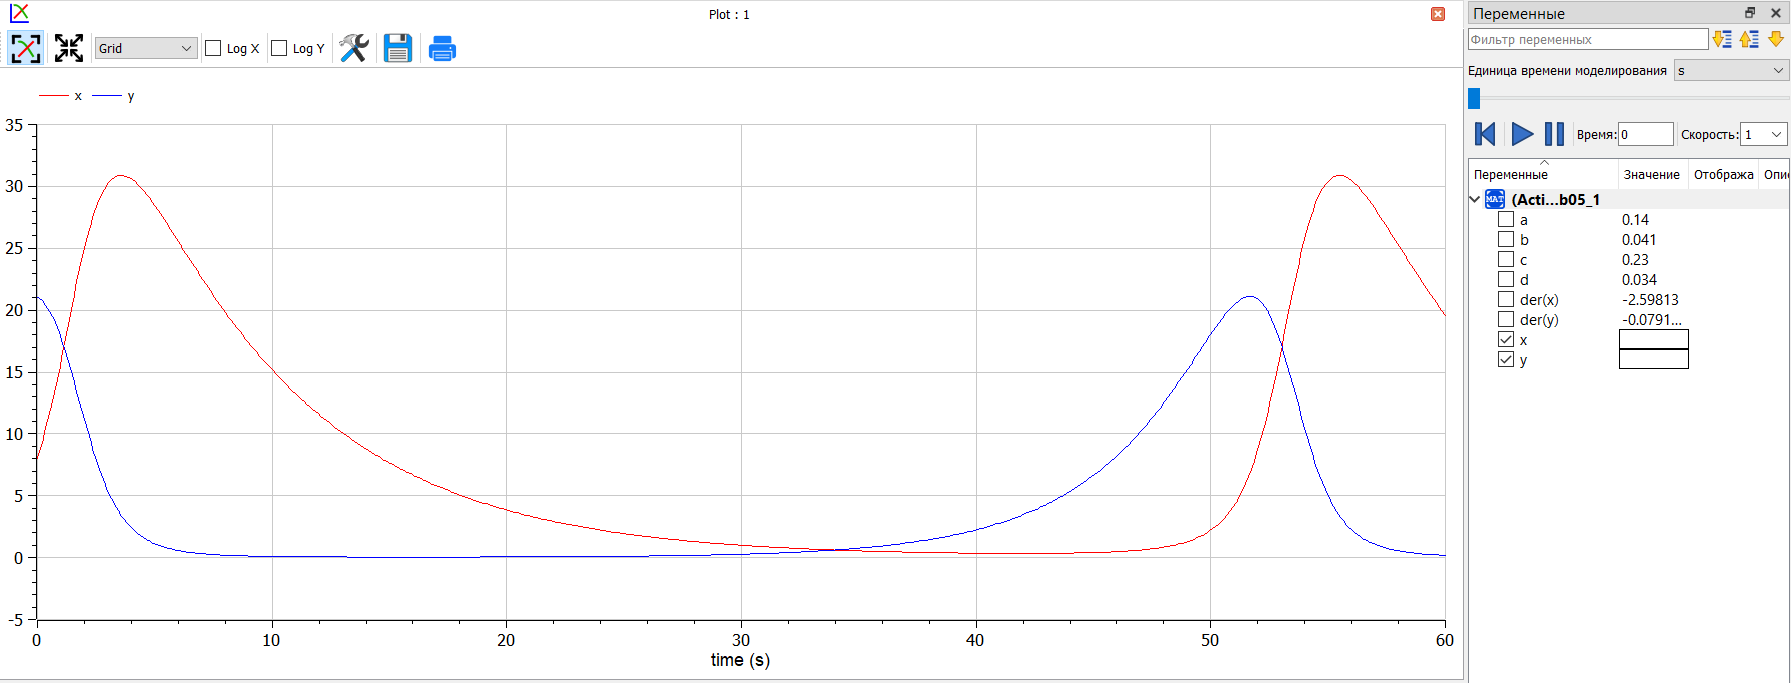 Plot : 1
Grid
Log X
Log Y
x
y
35
30
25
20
15
10
5
0
-5
0
10
20
30
40
50
60
time (s)
Переменные
Фильтр переменных
Единица времени моделирования
s
Время:
0
Скорость:
1
Переменные
Значение
Отобража
Опи
MAT
(Acti...b05_1
a 0.14
b 0.041
c 0.23
d 0.034
der(x) -2.59813
der(y) -0.0791...
x
y